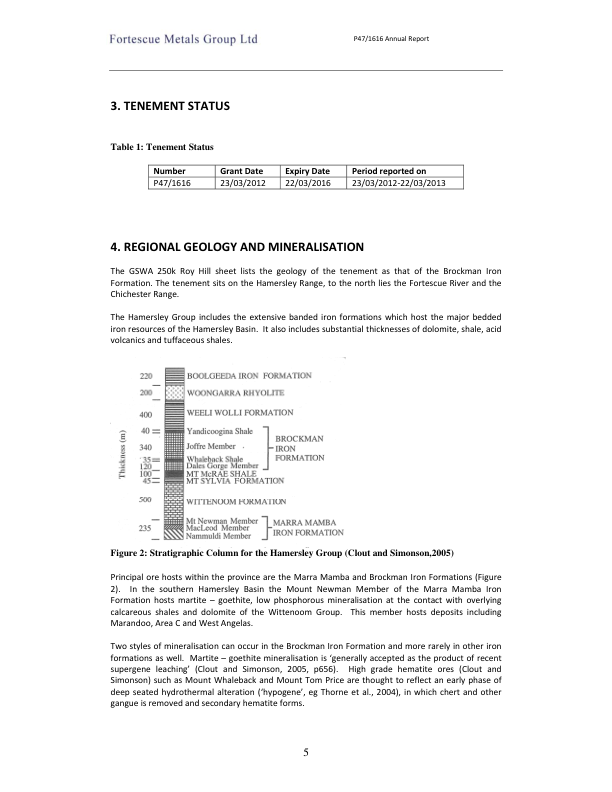 Fortescue Metals Group Ltd
P47/1616 Annual Report
3. TENEMENT STATUS
Table 1: Tenement Status
Number Grant Date Expiry Date Period reported on
P47/1616 23/03/2012 22/03/2016 23/03/2012-22/03/2013
4. REGIONAL GEOLOGY AND MINERALISATION
The GSWA 250k Roy Hill sheet lists the geology of the tenement as that of the Brockman Iron
Formation. The tenement sits on the Hamersley Range, to the north lies the Fortescue River and the
Chichester Range.
The Hamersley Group includes the extensive banded iron formations which host the major bedded
iron resources of the Hamersley Basin. It also includes substantial thicknesses of dolomite, shale, acid
volcanics and tuffaceous shales.
Thickness (m)
220 BOOLGEEDA IRON FORMATION
200 WOONGARRA RHYOLITE
400 WEELI WOLLI FORMATION
40 Yandicoogina Shale
340 Joffre Member
35 Whaleback Shale
120 Dales Gorge Member
BROCKMAN
IRON
FORMATION
100 MT McRAE SHALE
45 MT SYLVIA FORMATION
500 WITTENOOM FORMATION
235
Mt Newman Member
MacLeod Member
Nammuldi Member
MARRA MAMBA
IRON FORMATION
Figure 2: Stratigraphic Column for the Hamersley Group (Clout and Simonson,2005)
Principal ore hosts within the province are the Marra Mamba and Brockman Iron Formations (Figure
2). In the southern Hamersley Basin the Mount Newman Member of the Marra Mamba Iron
Formation hosts martite – goethite, low phosphorous mineralisation at the contact with overlying
calcareous shales and dolomite of the Wittenoom Group. This member hosts deposits including
Marandoo, Area C and West Angelas.
Two styles of mineralisation can occur in the Brockman Iron Formation and more rarely in other iron
formations as well. Martite – goethite mineralisation is ‘generally accepted as the product of recent
supergene leaching’ (Clout and Simonson, 2005, p656). High grade hematite ores (Clout and
Simonson) such as Mount Whaleback and Mount Tom Price are thought to reflect an early phase of
deep seated hydrothermal alteration (‘hypogene’, eg Thorne et al., 2004), in which chert and other
gangue is removed and secondary hematite forms.
5